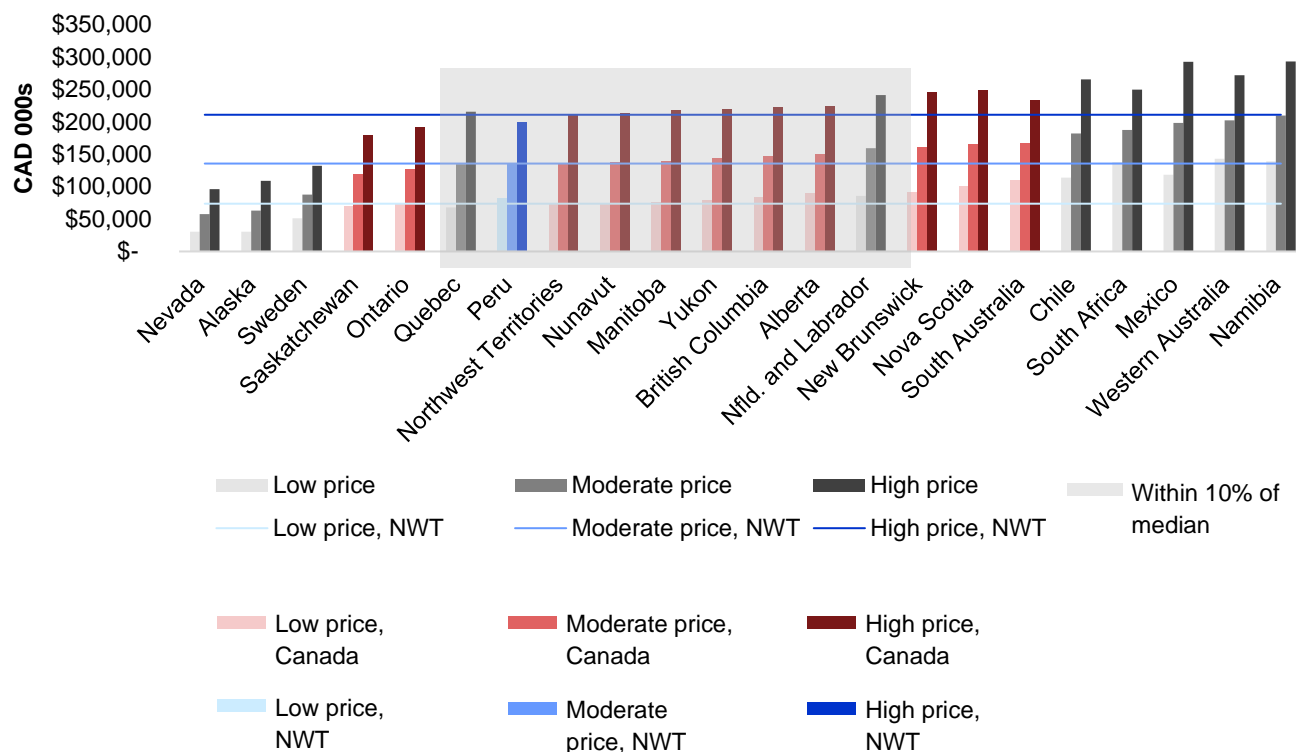 $350,000
$300,000
$250,000
$200,000
$150,000
$100,000
$50,000
$-
CAD 000s
Nevada
Alaska
Sweden
Saskatchewan
Ontario
Quebec
Peru
Northwest Territories
Nunavut
Manitoba
Yukon
British Columbia
Alberta
Nfld. and Labrador
New Brunswick
Nova Scotia
South Australia
Chile
South Africa
Mexico
Western Australia
Namibia
Low price
Moderate price
High price
Within 10% of
median
Low price, NWT
Moderate price, NWT
High price, NWT
Low price,
Canada
Moderate price,
Canada
High price,
Canada
Low price,
NWT
Moderate
price, NWT
High price,
NWT